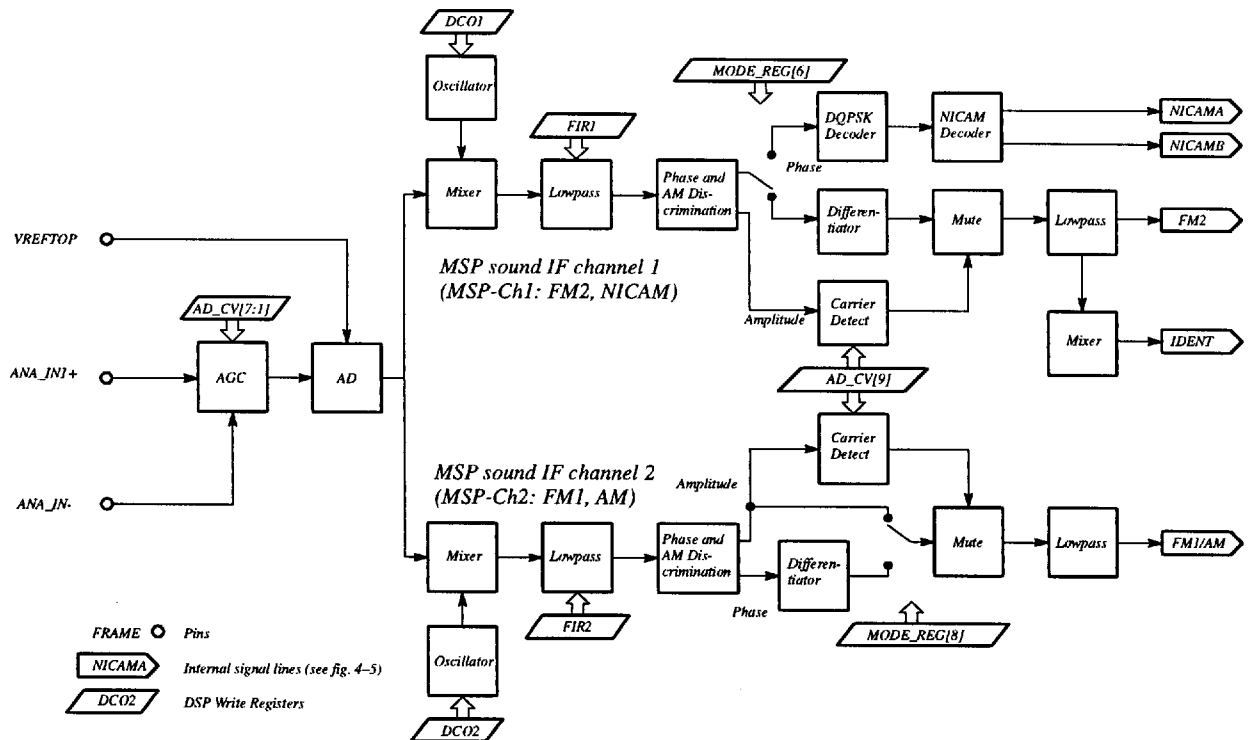 DCO1
Oscillator
MODE_REG[6]
FIR1
DQPSK
Decoder
NICAM
Decoder
NICAMA
NICAMB
Phase
Mixer
Lowpass
Phase and
AM Dis-
crimination
Differen-
tiator
Mute
Lowpass
FM2
VREFTOP
MSP sound IF channel 1
(MSP-Ch1: FM2, NICAM)
AD_CV[7:1]
Amplitude
Carrier
Detect
Mixer
IDENT
ANA_IN1+
AGC
AD
AD_CV[9]
Carrier
Detect
MSP sound IF channel 2
(MSP-Ch2: FM1, AM)
Amplitude
ANA_IN-
Mixer
Lowpass
Phase and
AM Dis-
crimination
Differen-
tiator
Mute
Lowpass
FM1/AM
Phase
FIR2
MODE_REG[8]
FRAME
Pins
NICAMA
Internal signal lines (see fig. 4–5)
Oscillator
DCO2
DSP Write Registers
DCO2